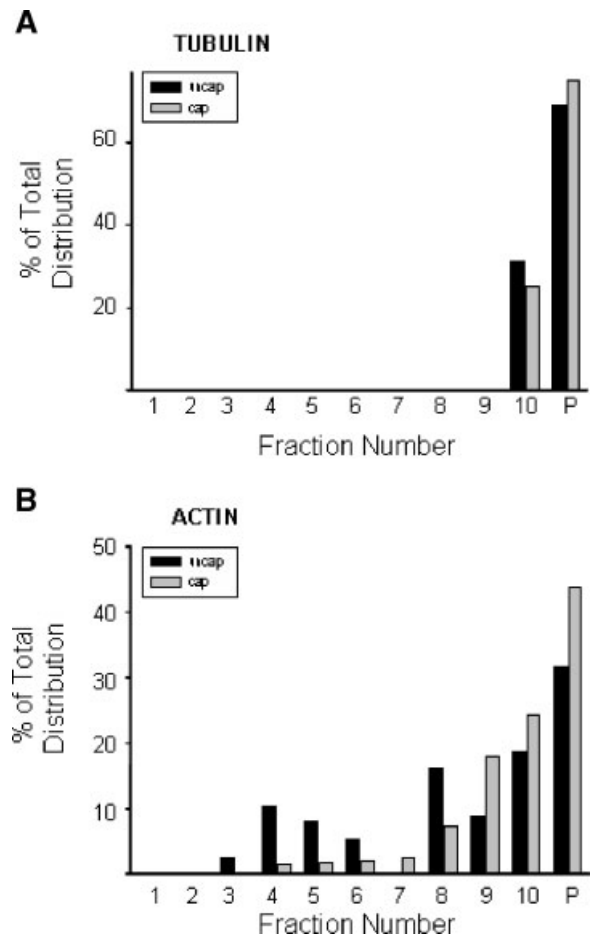 A
TUBULIN
uncap
cap
% of Total
Distribution
60
40
20
1 2 3 4 5 6 7 8 9 10 P
Fraction Number
B
ACTIN
uncap
cap
% of Total
Distribution
50
40
30
20
10
1 2 3 4 5 6 7 8 9 10 P
Fraction Number